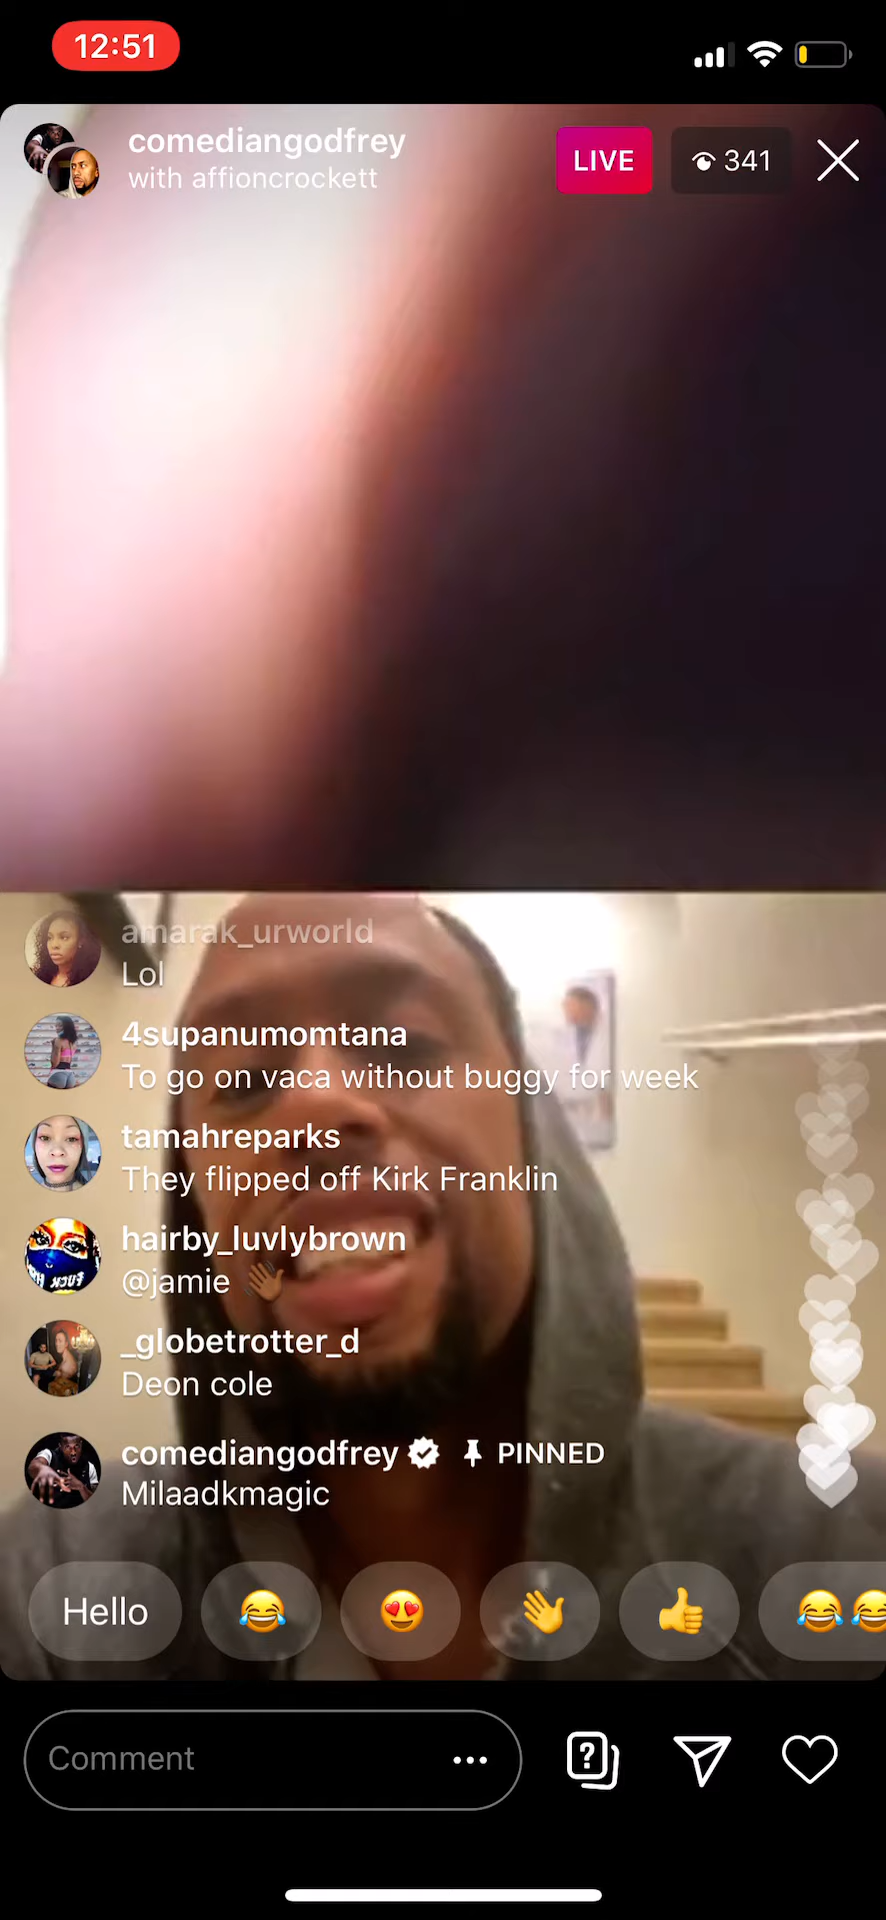 12:51
comediangodfrey
with affioncrockett
LIVE
341
amarak_urworld
Lol
4supanumomtana
To go on vaca without buggy for week
tamahreparks
They flipped off Kirk Franklin
hairby_luvlybrown
@jamie 👋🏾
_globetrotter_d
Deon cole
comediangodfrey PINNED
Milaadkmagic
Hello 😂 😍 👋 👍 😂😂
Comment ...
?